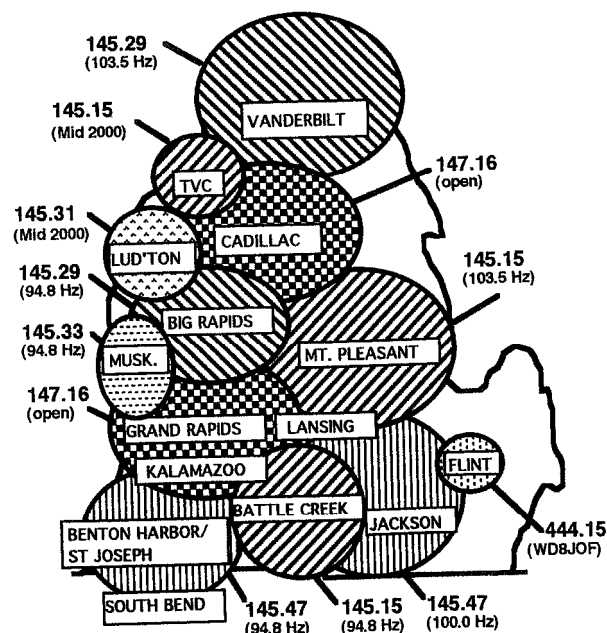 145.29
(103.5 Hz)
VANDERBILT
145.15
(Mid 2000)
TVC
147.16
(open)
145.31
(Mid 2000)
CADILLAC
LUD'TON
145.29
(94.8 Hz)
145.15
(103.5 Hz)
BIG RAPIDS
145.33
(94.8 Hz)
MUSK.
MT. PLEASANT
147.16
(open)
GRAND RAPIDS
LANSING
KALAMAZOO
FLINT
BATTLE CREEK
JACKSON
BENTON HARBOR/
ST JOSEPH
444.15
(WD8JOF)
SOUTH BEND
145.47
(94.8 Hz)
145.15
(94.8 Hz)
145.47
(100.0 Hz)